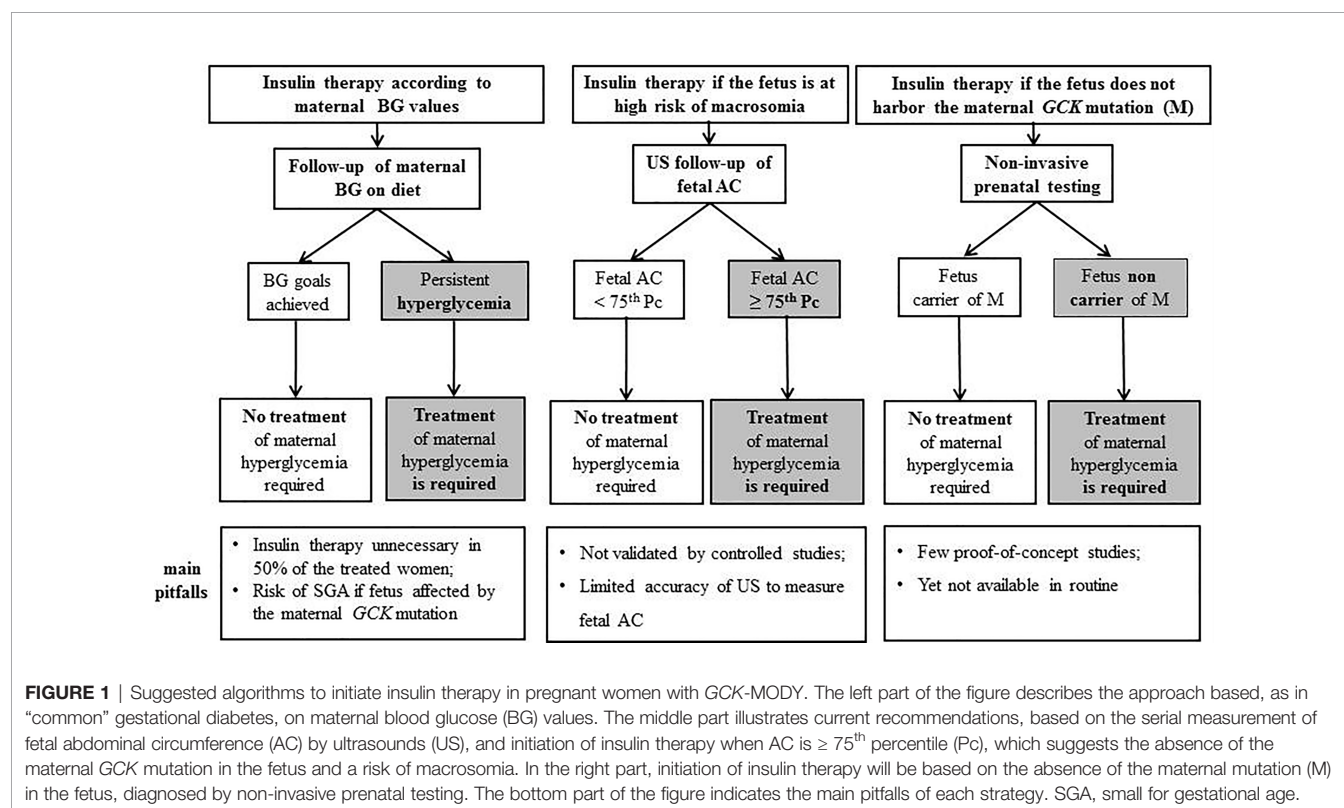 Insulin therapy according to
maternal BG values
Insulin therapy if the fetus is at
high risk of macrosomia
Insulin therapy if the fetus does not
harbor the maternal GCK mutation (M)
Follow-up of maternal
BG on diet
US follow-up of
fetal AC
Non-invasive
prenatal testing
BG goals
achieved
Persistent
hyperglycemia
Fetal AC
< 75th Pc
Fetal AC
≥ 75th Pc
Fetus
carrier of M
Fetus non
carrier of M
No treatment
of maternal
hyperglycemia
required
Treatment
of maternal
hyperglycemia
is required
No treatment
of maternal
hyperglycemia
required
Treatment
of maternal
hyperglycemia
is required
No treatment
of maternal
hyperglycemia
required
Treatment
of maternal
hyperglycemia
is required
main
pitfalls
• Insulin therapy unnecessary in
50% of the treated women;
• Risk of SGA if fetus affected by
the maternal GCK mutation
• Not validated by controlled studies;
• Limited accuracy of US to measure
fetal AC
• Few proof-of-concept studies;
• Yet not available in routine
FIGURE 1 | Suggested algorithms to initiate insulin therapy in pregnant women with GCK-MODY. The left part of the figure describes the approach based, as in
“common” gestational diabetes, on maternal blood glucose (BG) values. The middle part illustrates current recommendations, based on the serial measurement of
fetal abdominal circumference (AC) by ultrasounds (US), and initiation of insulin therapy when AC is ≥ 75th percentile (Pc), which suggests the absence of the
maternal GCK mutation in the fetus and a risk of macrosomia. In the right part, initiation of insulin therapy will be based on the absence of the maternal mutation (M)
in the fetus, diagnosed by non-invasive prenatal testing. The bottom part of the figure indicates the main pitfalls of each strategy. SGA, small for gestational age.